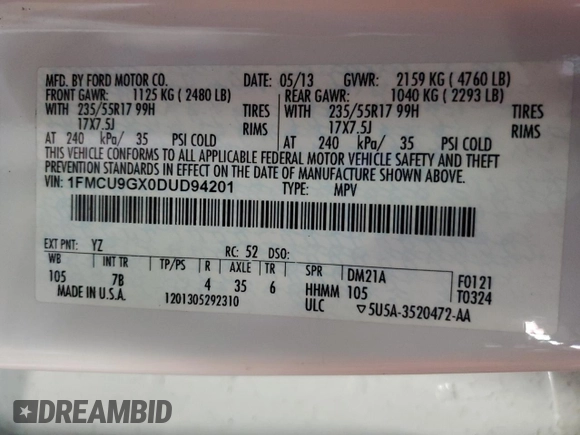 MFD. BY FORD MOTOR CO. DATE: 05/13 GVWR: 2159 KG ( 4760 LB)
FRONT GAWR: 1125 KG ( 2480 LB) REAR GAWR: 1040 KG ( 2293 LB)
WITH 235/55R17 99H TIRES WITH 235/55R17 99H TIRES
17X7.5J RIMS 17X7.5J RIMS
AT 240 kPa/ 35 PSI COLD AT 240 kPa/ 35 PSI COLD
THIS VEHICLE CONFORMS TO ALL APPLICABLE FEDERAL MOTOR VEHICLE SAFETY AND THEFT
PREVENTION STANDARDS IN EFFECT ON THE DATE OF MANUFACTURE SHOWN ABOVE.
VIN: 1FMCU9GX0DUD94201 TYPE: MPV
EXT PNT: YZ RC: 52 DSO:
WB INT TR TP/PS R AXLE TR SPR DM21A F0121
105 7B 4 35 6 HHMM 105 T0324
MADE IN U.S.A. 1201305292310 ULC ▽5U5A-3520472-AA
DREAMBID